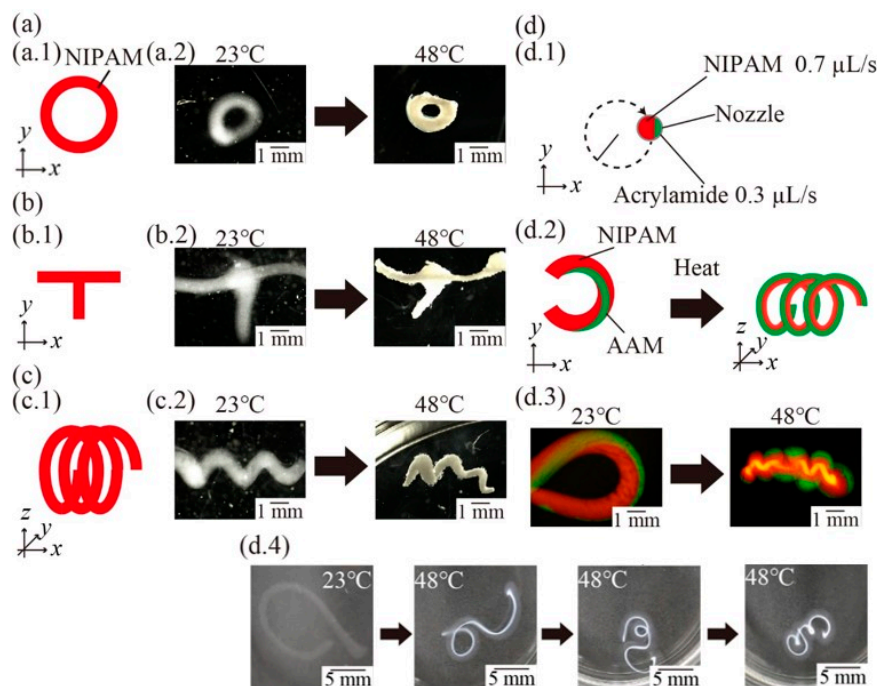 (a)
(a.1)
NIPAM
y
x
(a.2)
23°C
48°C
1 mm
1 mm
(b)
(b.1)
y
x
(b.2)
23°C
48°C
1 mm
1 mm
(c)
(c.1)
z
y
x
(c.2)
23°C
48°C
1 mm
1 mm
(d)
(d.1)
NIPAM 0.7 µL/s
Nozzle
y
x
Acrylamide 0.3 µL/s
(d.2)
NIPAM
Heat
AAM
y
x
z
y
x
(d.3)
23°C
48°C
1 mm
1 mm
(d.4)
23°C
48°C
48°C
48°C
5 mm
5 mm
5 mm
5 mm